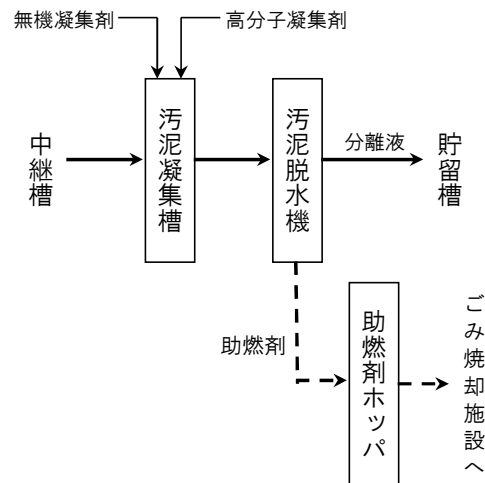 無機凝集剤
高分子凝集剤
中継槽
汚泥凝集槽
汚泥脱水機
分離液
貯留槽
助燃剤
助燃剤ホッパ
ごみ焼却施設へ